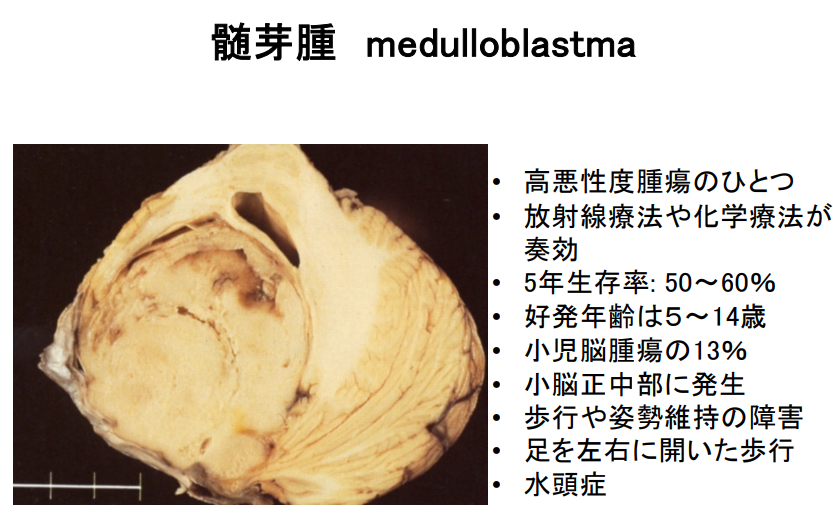 髄芽腫 medulloblastma
• 高悪性度腫瘍のひとつ
• 放射線療法や化学療法が
奏効
• 5年生存率: 50～60%
• 好発年齢は５～14歳
• 小児脳腫瘍の13%
• 小脳正中部に発生
• 歩行や姿勢維持の障害
• 足を左右に開いた歩行
• 水頭症